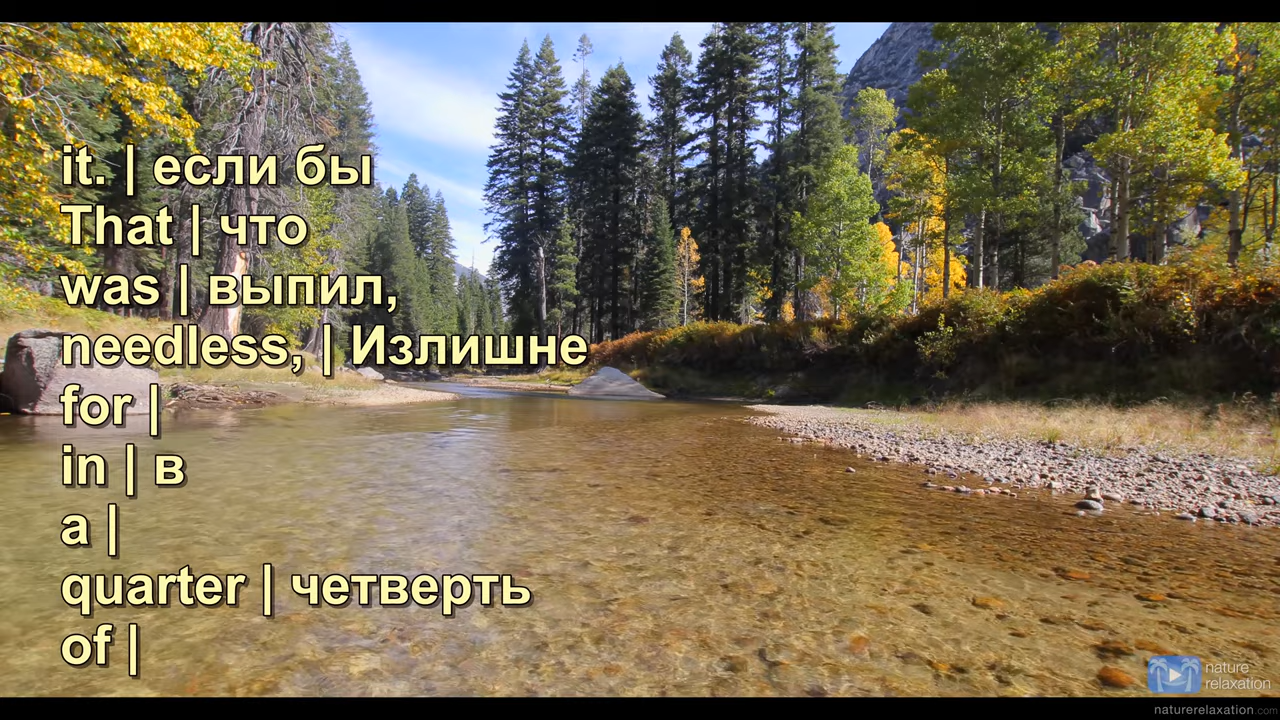 it. | если бы
That | что
was | выпил,
needless, | Излишне
for |
in | в
a |
quarter | четверть
of |
nature
relaxation
naturerelaxation.com